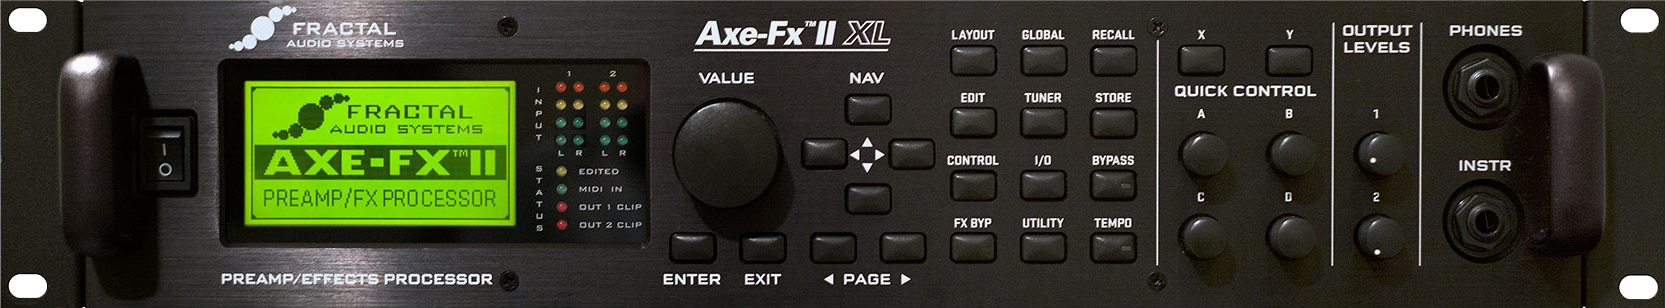 FRACTAL
AUDIO SYSTEMS
FRACTAL
AUDIO SYSTEMS
AXE-FX™II
PREAMP/FX PROCESSOR
1 2
INPUT
L R L R
STATUS
EDITED
MIDI IN
OUT 1 CLIP
OUT 2 CLIP
PREAMP/EFFECTS PROCESSOR
Axe-Fx™II XL
VALUE
NAV
ENTER EXIT ◀ PAGE ▶
LAYOUT GLOBAL RECALL
EDIT TUNER STORE
CONTROL I/O BYPASS
FX BYP UTILITY TEMPO
X Y
QUICK CONTROL
A B
C D
OUTPUT
LEVELS
1
2
PHONES
INSTR